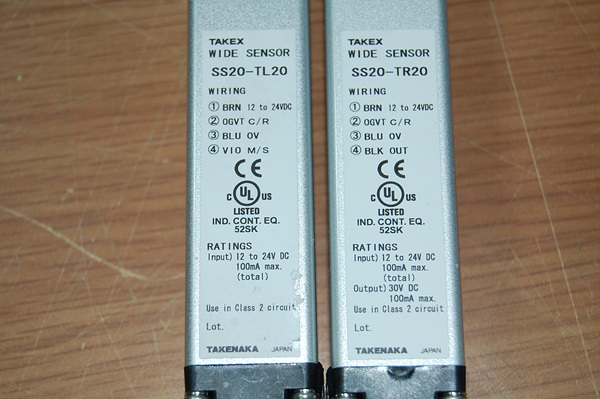 TAKEX
WIDE SENSOR
SS20-TL20
WIRING
① BRN 12 to 24VDC
② OGVT C/R
③ BLU 0V
④ VIO M/S
CE
C UL US
LISTED
IND. CONT. EQ.
52SK
RATINGS
Input) 12 to 24V DC
100mA max.
(total)
Use in Class 2 circuit
Lot.
TAKENAKA JAPAN
TAKEX
WIDE SENSOR
SS20-TR20
WIRING
① BRN 12 to 24VDC
② OGVT C/R
③ BLU 0V
④ BLK OUT
CE
C UL US
LISTED
IND. CONT. EQ.
52SK
RATINGS
Input) 12 to 24V DC
100mA max.
(total)
Output) 30V DC
100mA max.
Use in Class 2 circuit
Lot.
TAKENAKA JAPAN